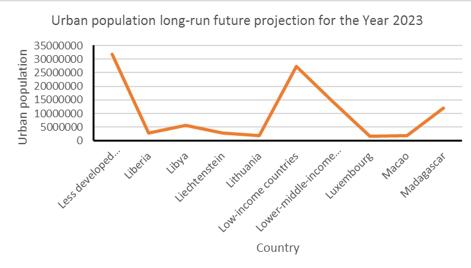 Urban population long-run future projection for the Year 2023
Urban population
35000000
30000000
25000000
20000000
15000000
10000000
5000000
0
Less developed...
Liberia
Libya
Liechtenstein
Lithuania
Low-income countries
Lower-middle-income...
Luxembourg
Macao
Madagascar
Country